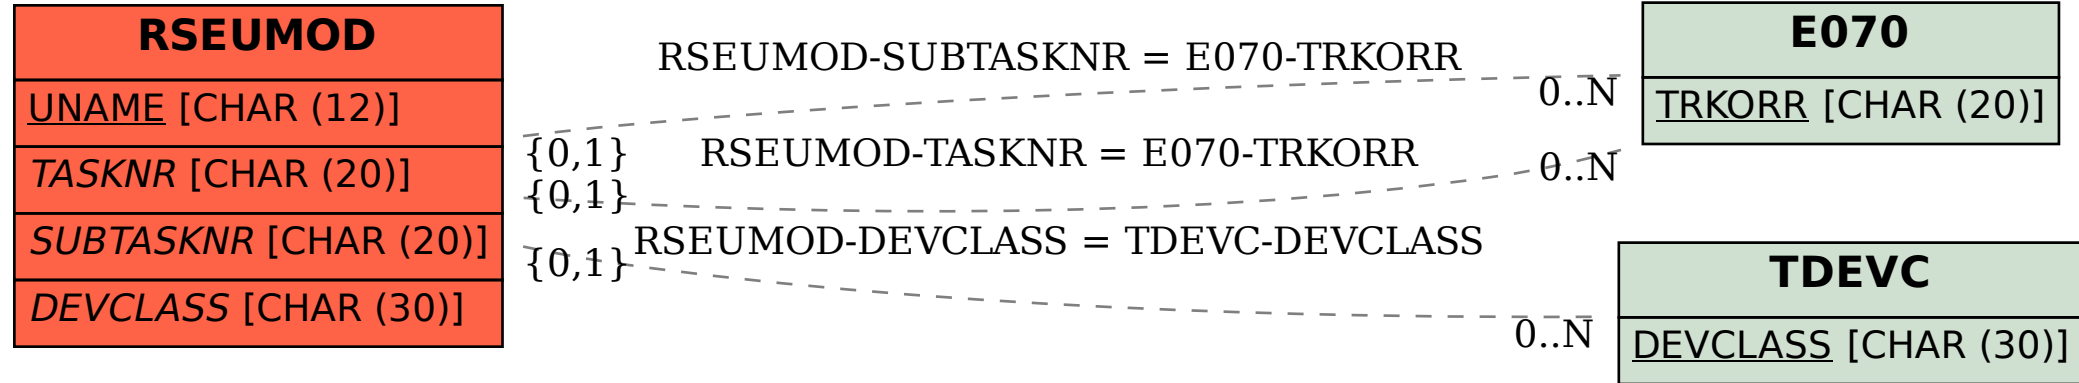 RSEUMOD
UNAME [CHAR (12)]
TASKNR [CHAR (20)]
SUBTASKNR [CHAR (20)]
DEVCLASS [CHAR (30)]
RSEUMOD-SUBTASKNR = E070-TRKORR
0..N
{0,1}
RSEUMOD-TASKNR = E070-TRKORR
0..N
{0,1}
RSEUMOD-DEVCLASS = TDEVC-DEVCLASS
{0,1}
0..N
E070
TRKORR [CHAR (20)]
TDEVC
DEVCLASS [CHAR (30)]